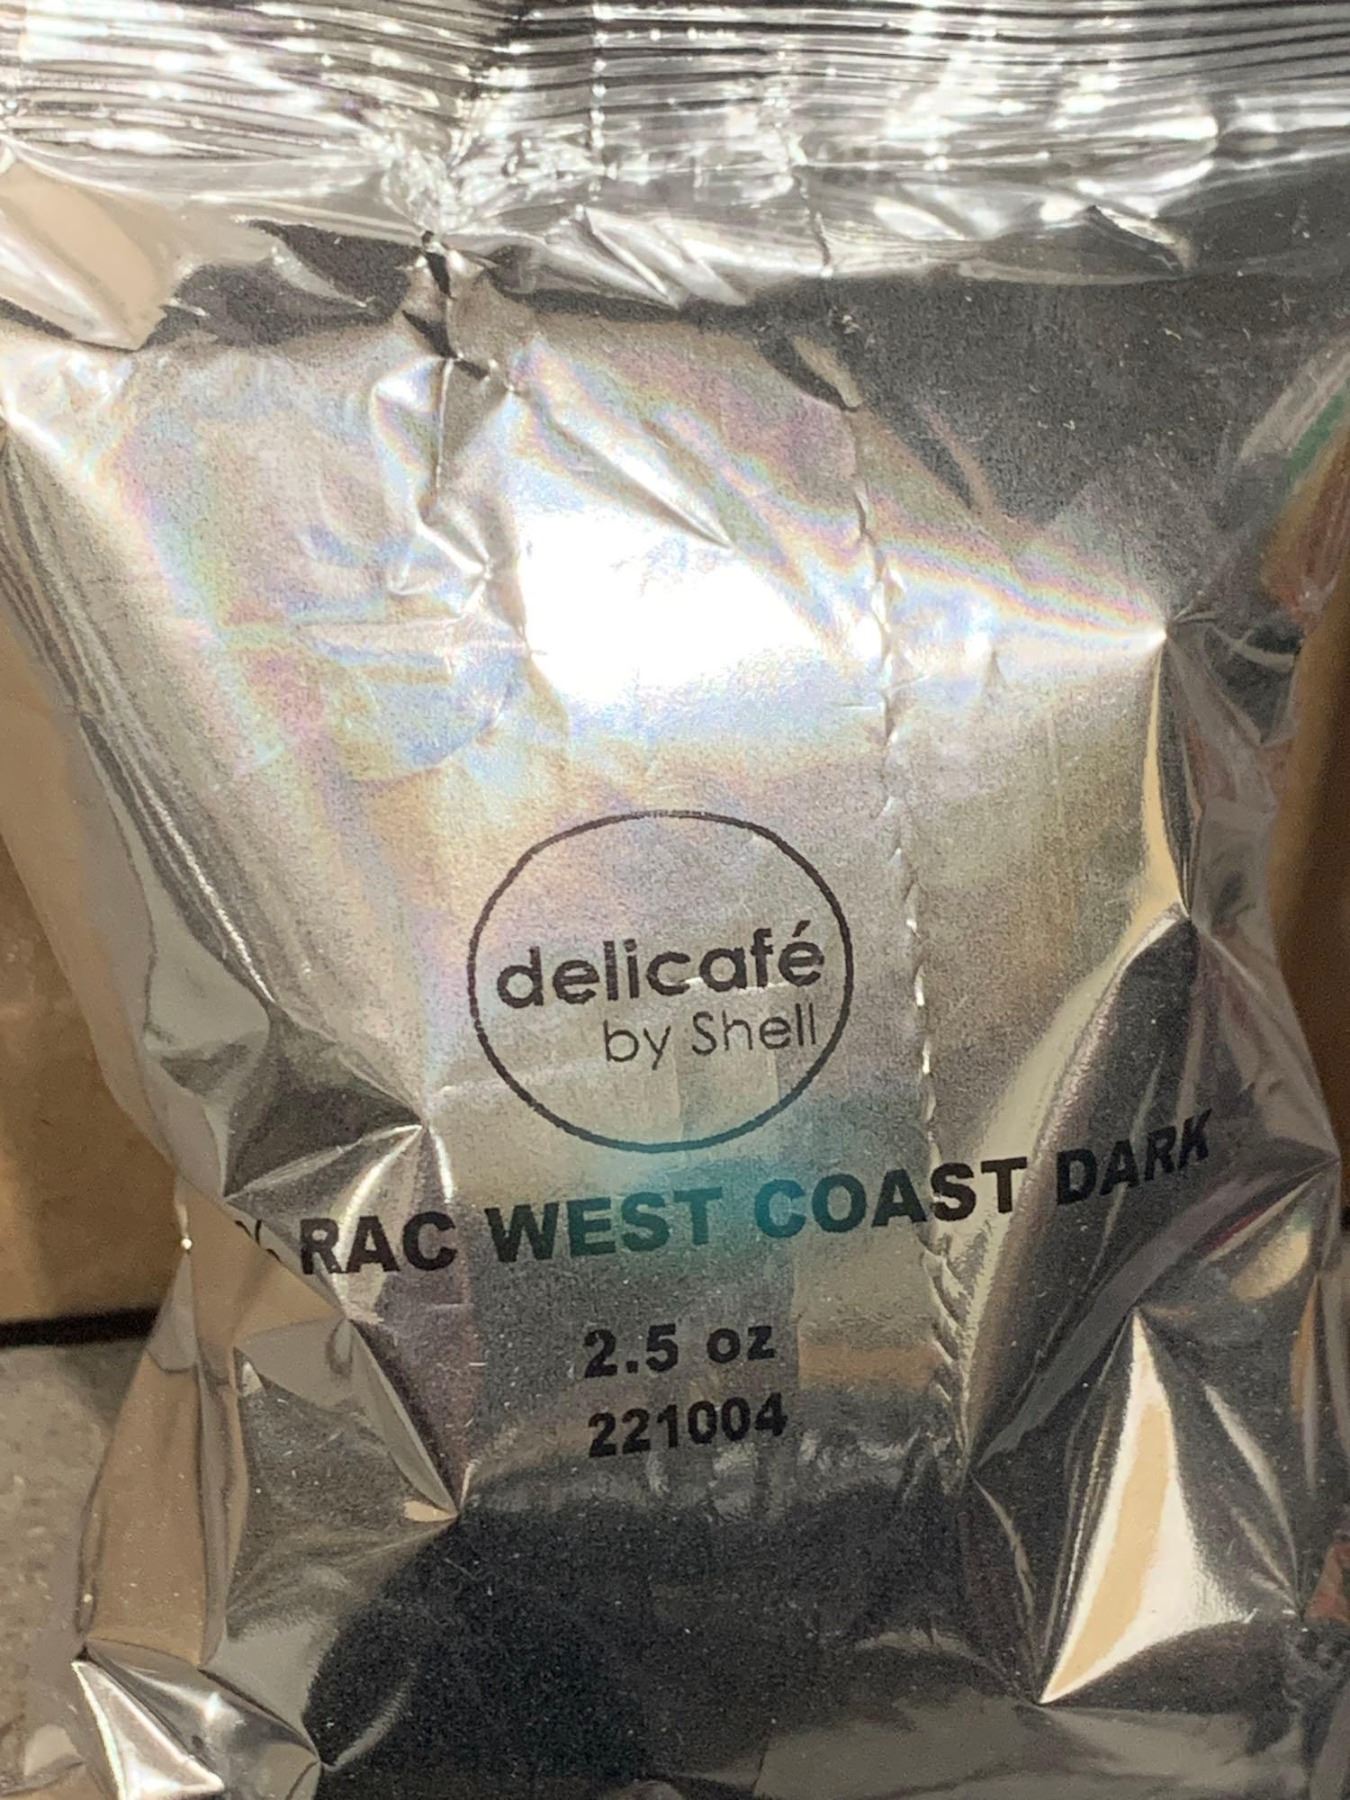 delicafé
by Shell
% RAC WEST COAST DARK
2.5 oz
221004